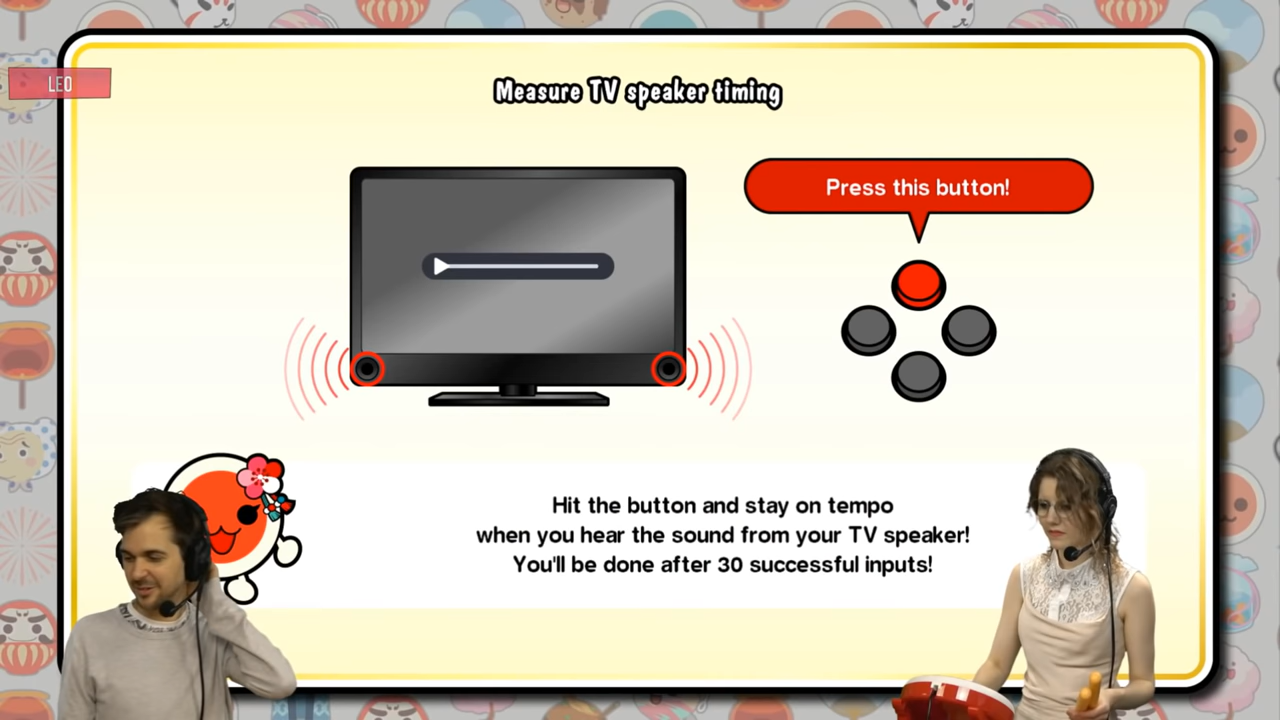 LEO
Measure TV speaker timing
Press this button!
Hit the button and stay on tempo
when you hear the sound from your TV speaker!
You'll be done after 30 successful inputs!